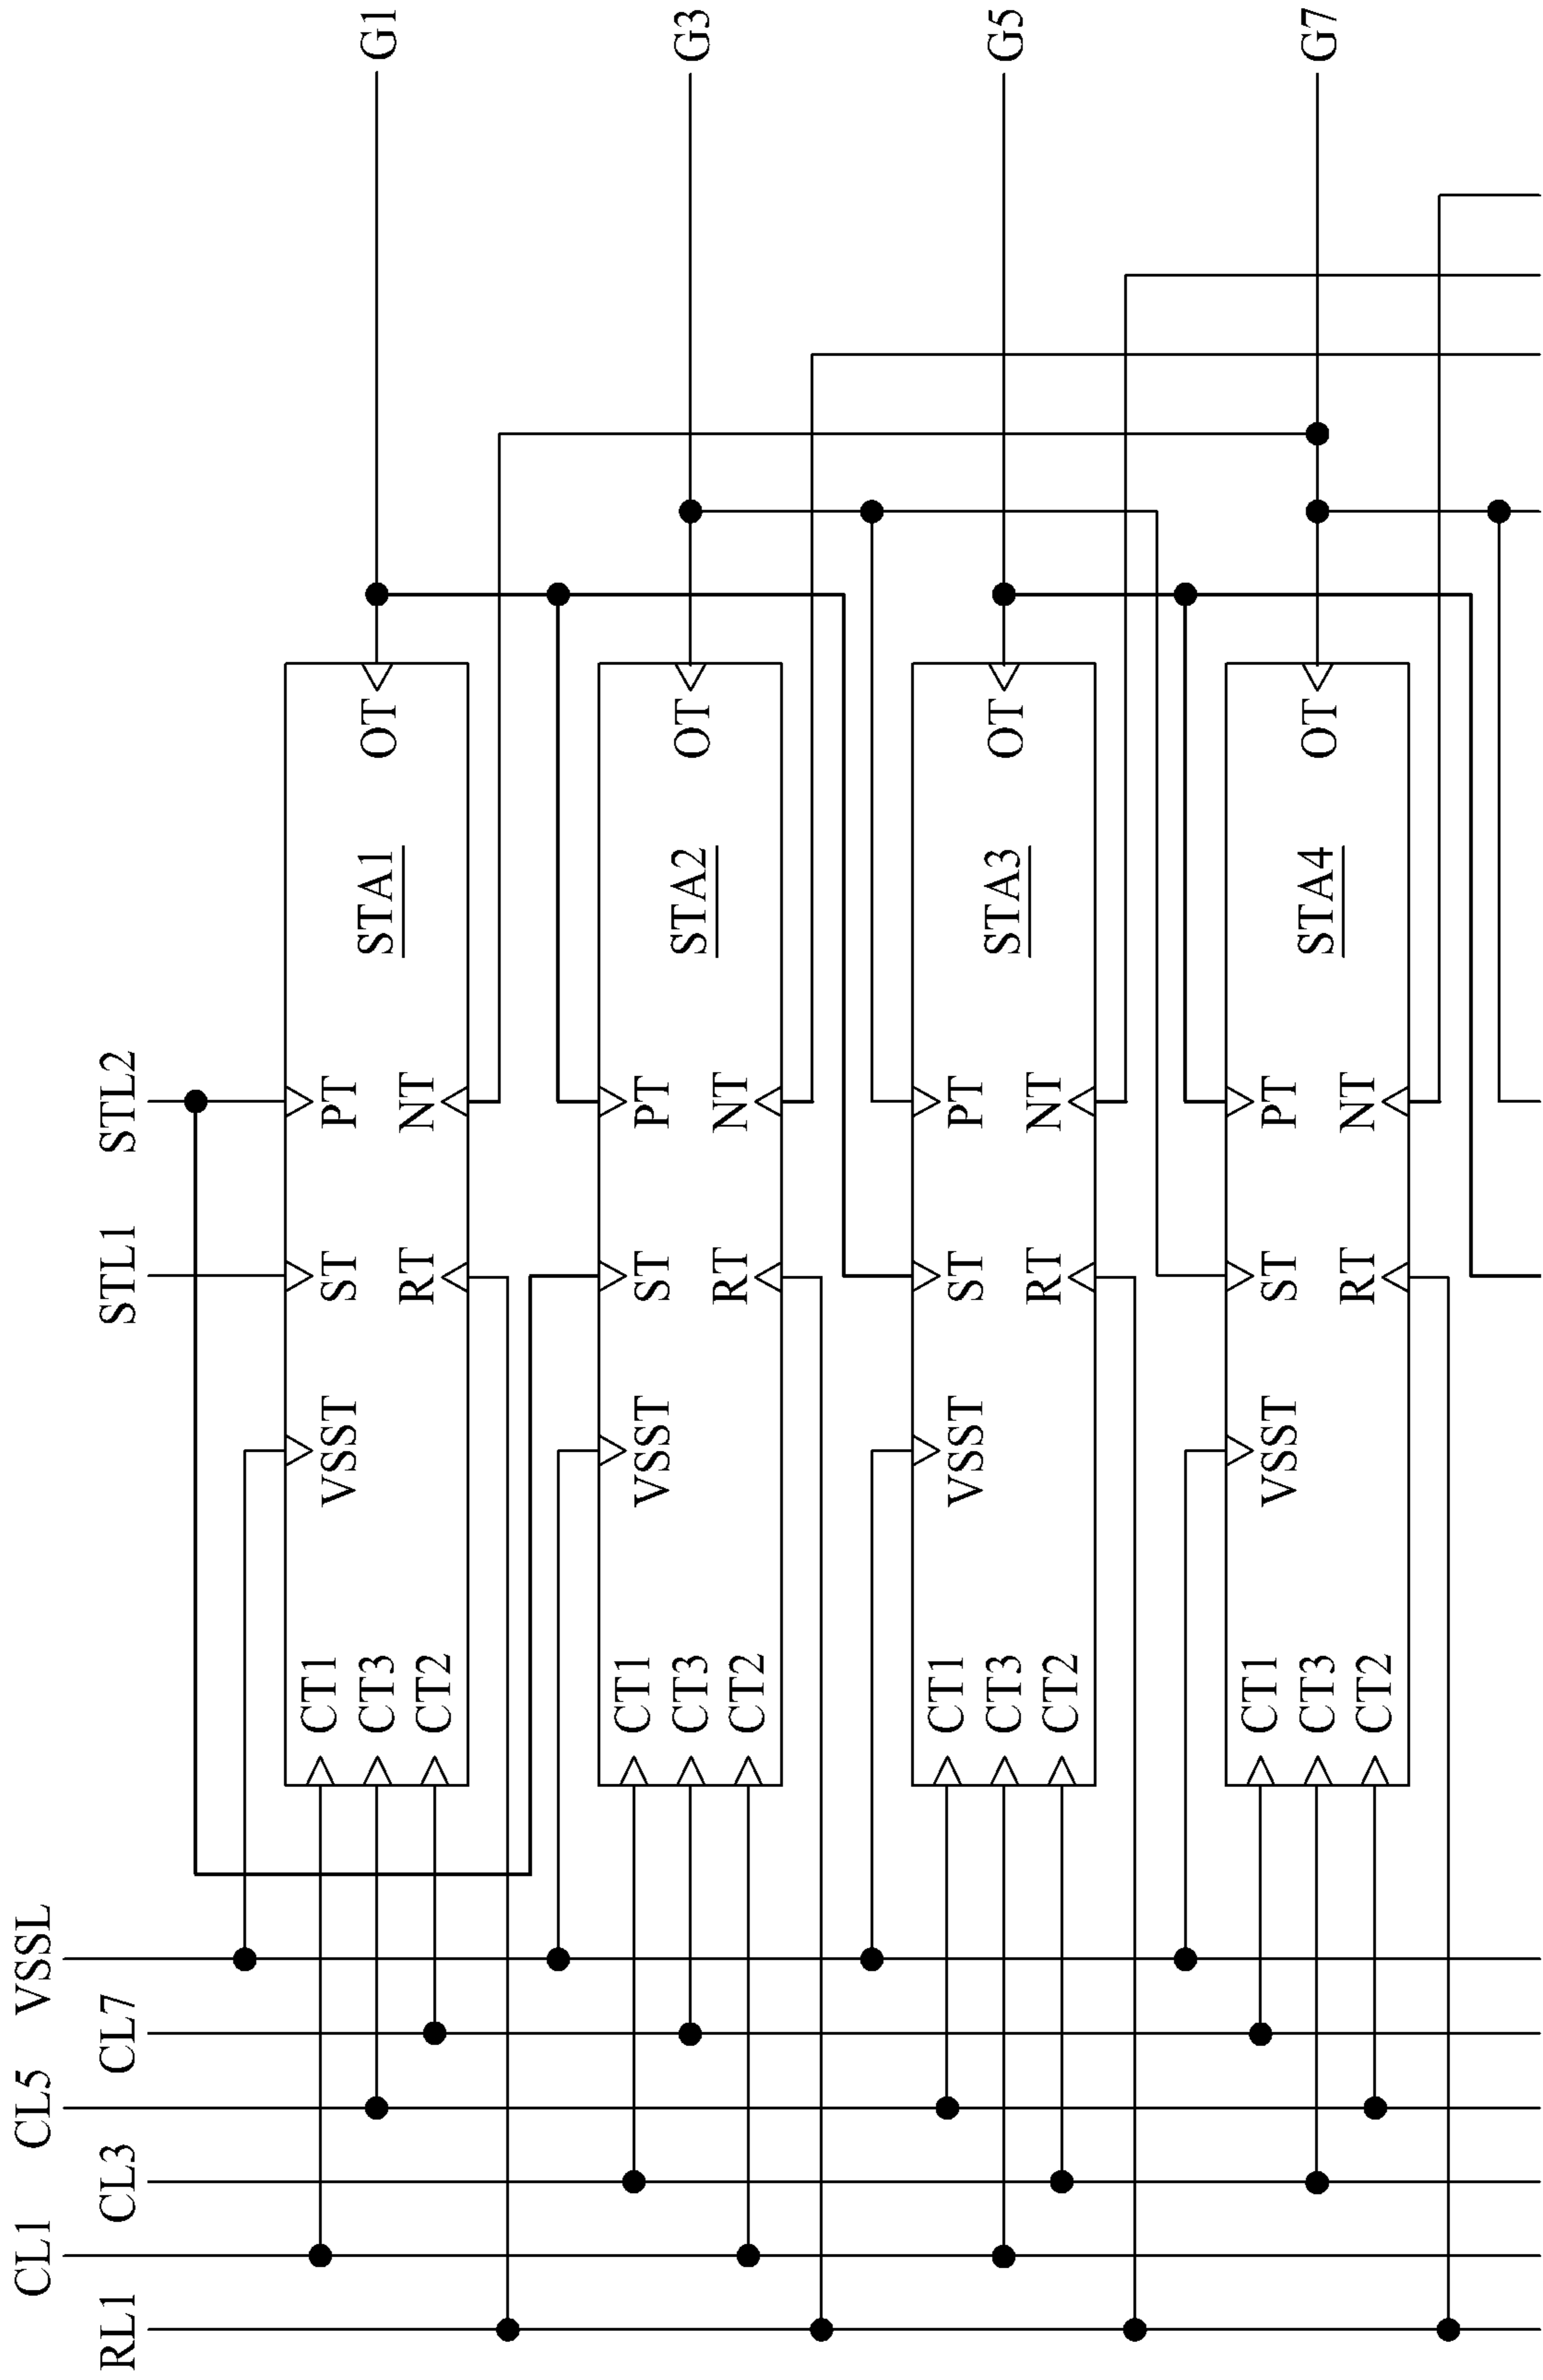 CL1 CL5 VSSL
RL1 CL3 CL7 STL1 STL2
CT1 VSST ST PT
CT3 STA1 OT G1
CT2 RT NT
CT1 VSST ST PT
CT3 STA2 OT G3
CT2 RT NT
CT1 VSST ST PT
CT3 STA3 OT G5
CT2 RT NT
CT1 VSST ST PT
CT3 STA4 OT G7
CT2 RT NT